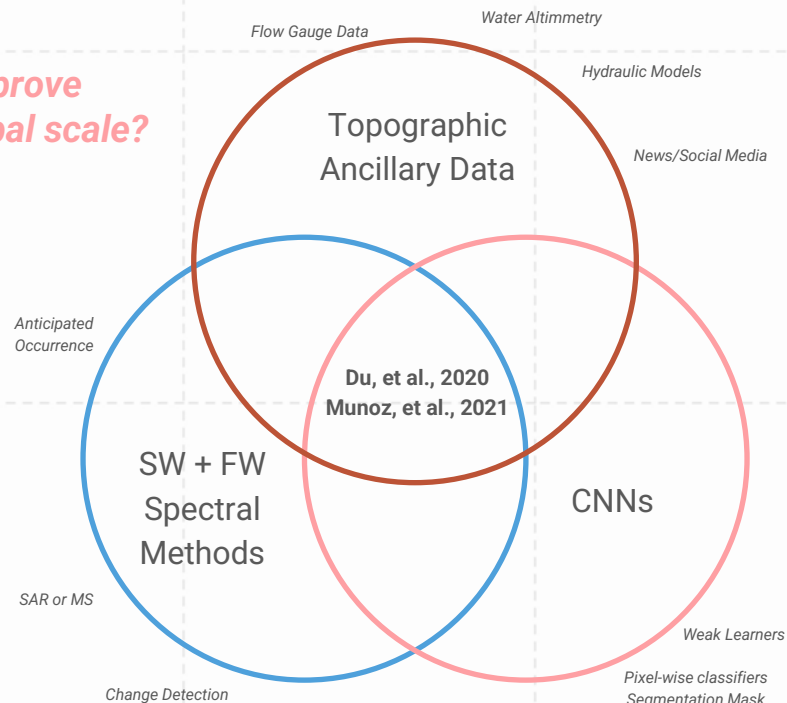 Water Altimmetry
Flow Gauge Data
Hydraulic Models
prove
bal scale?
Topographic
Ancillary Data
News/Social Media
Anticipated
Occurrence
Du, et al., 2020
Munoz, et al., 2021
SW + FW
Spectral
Methods
CNNs
SAR or MS
Weak Learners
Pixel-wise classifiers
Segmentation Mask
Change Detection